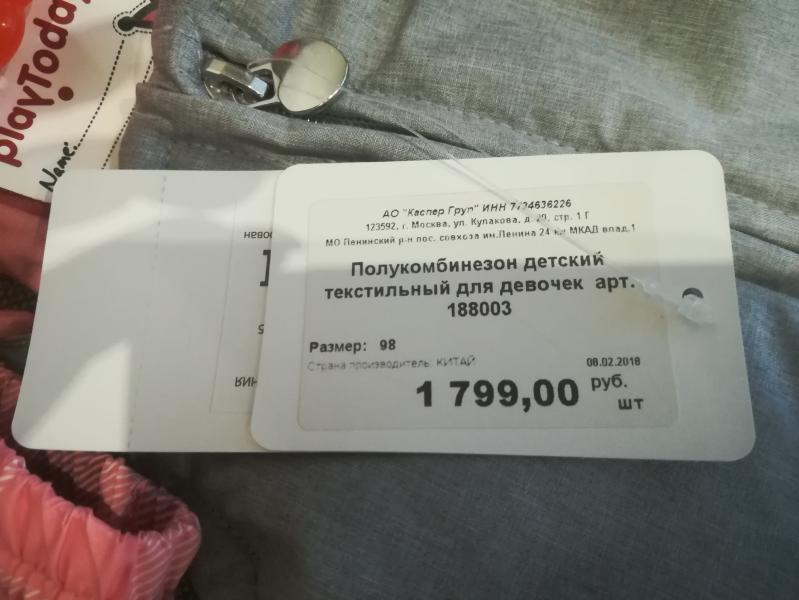 playToday
Name:
АО "Каспер Груп" ИНН 7734636226
123592, г. Москва, ул. Кулакова, д. 20, стр. 1 Г
МО Ленинский р-н пос. совхоза им.Ленина 24 км МКАД влад.1
Полукомбинезон детский
текстильный для девочек арт.
188003
Размер: 98
Страна производитель: КИТАЙ
08.02.2018
1 799,00 руб.
шт